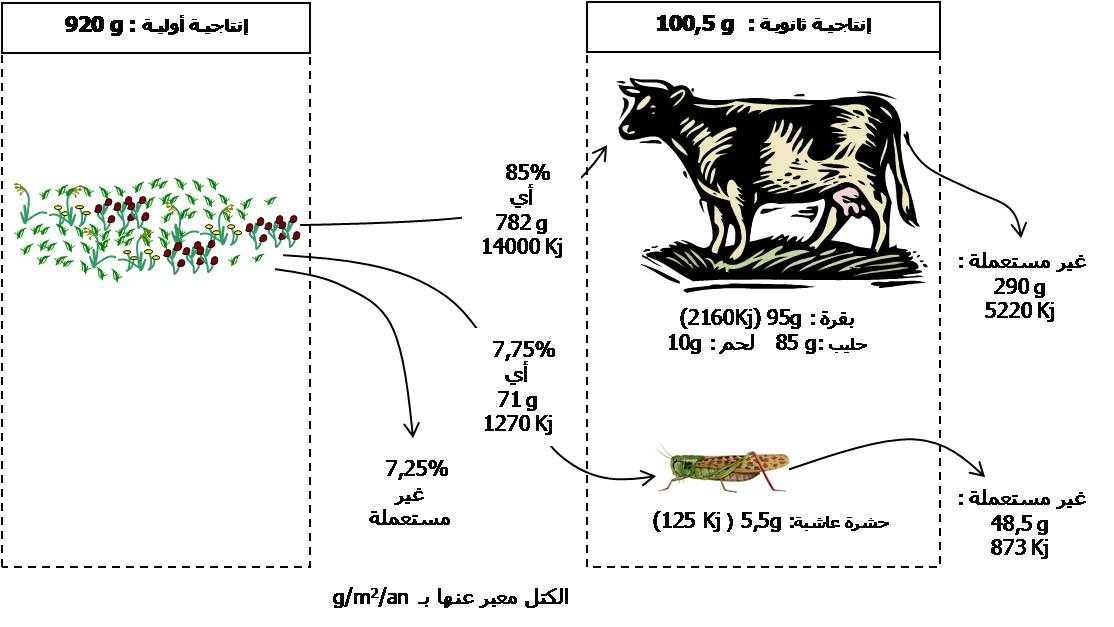 إنتاجية أولية : 920 g
إنتاجية ثانوية : 100,5 g
85%
أي
782 g
14000 Kj
غير مستعملة :
290 g
5220 Kj
بقرة : 95g (2160Kj)
حليب :85 g لحم : 10g
7,75%
أي
71 g
1270 Kj
7,25%
غير
مستعملة
حشرة عاشبة: 5,5g ( 125 Kj)
غير مستعملة :
48,5 g
873 Kj
الكتل معبر عنها بـ g/m²/an